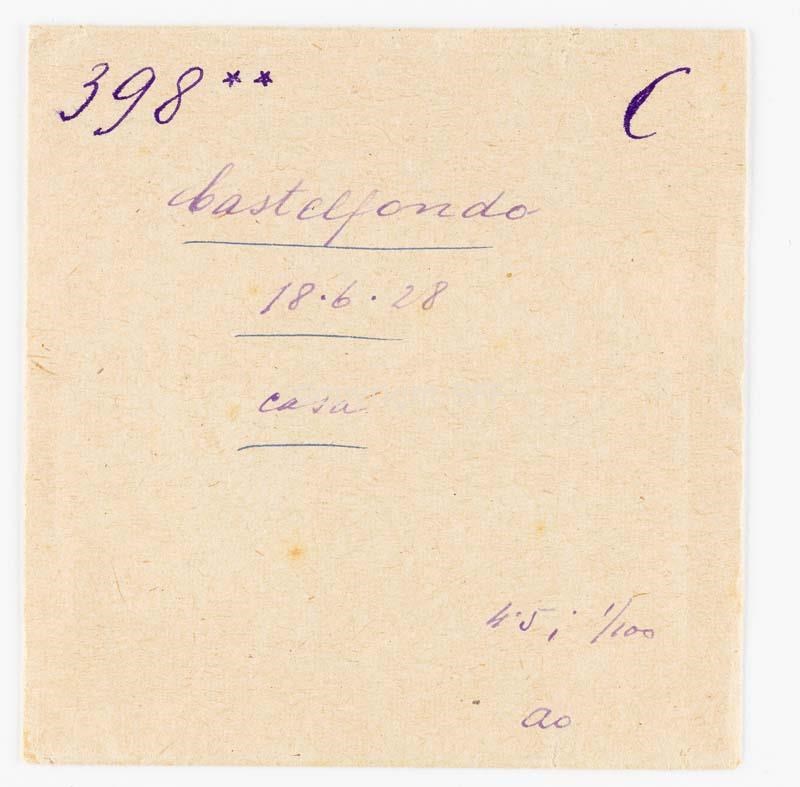 398** C
Castelfondo
18.6.28
casa
4.5; 1/100
ao